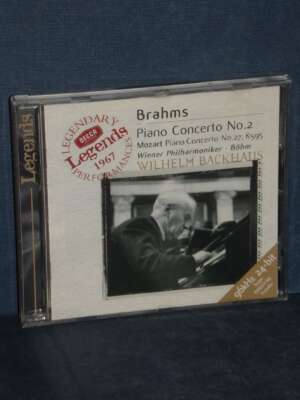 Legends
LEGENDARY
DECCA
Legends
1967
PERFORMANCES
Brahms
Piano Concerto No.2
Mozart Piano Concerto No.27, K595
Wiener Philharmoniker · Böhm
WILHELM BACKHAUS
96kHz 24-bit